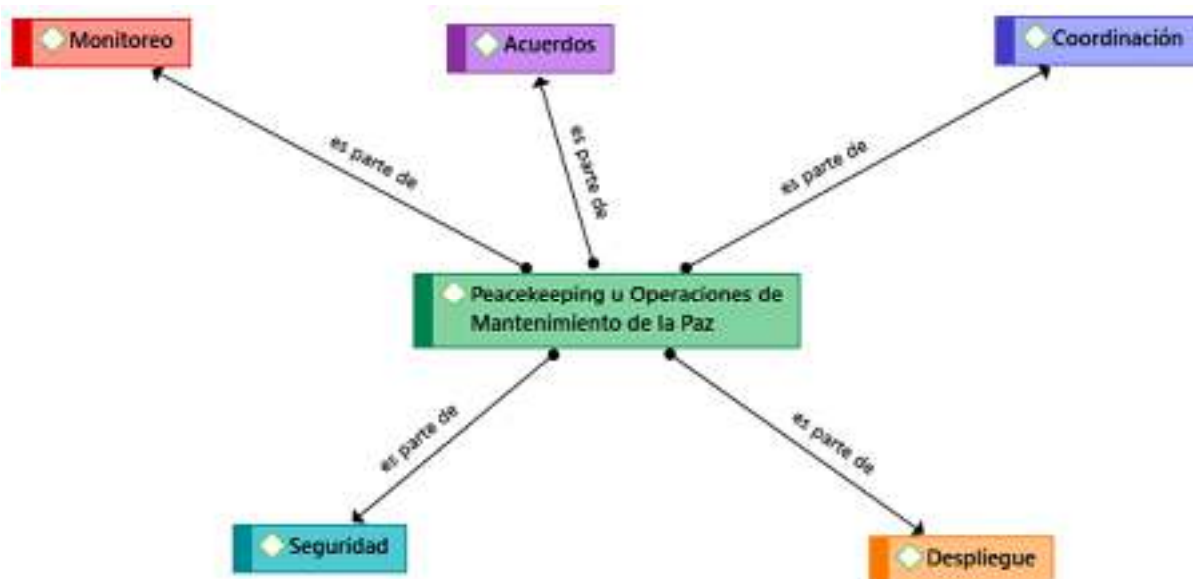 Monitoreo
Acuerdos
Coordinación
es parte de
es parte de
es parte de
Peacekeeping u Operaciones de
Mantenimiento de la Paz
es parte de
es parte de
Seguridad
Despliegue